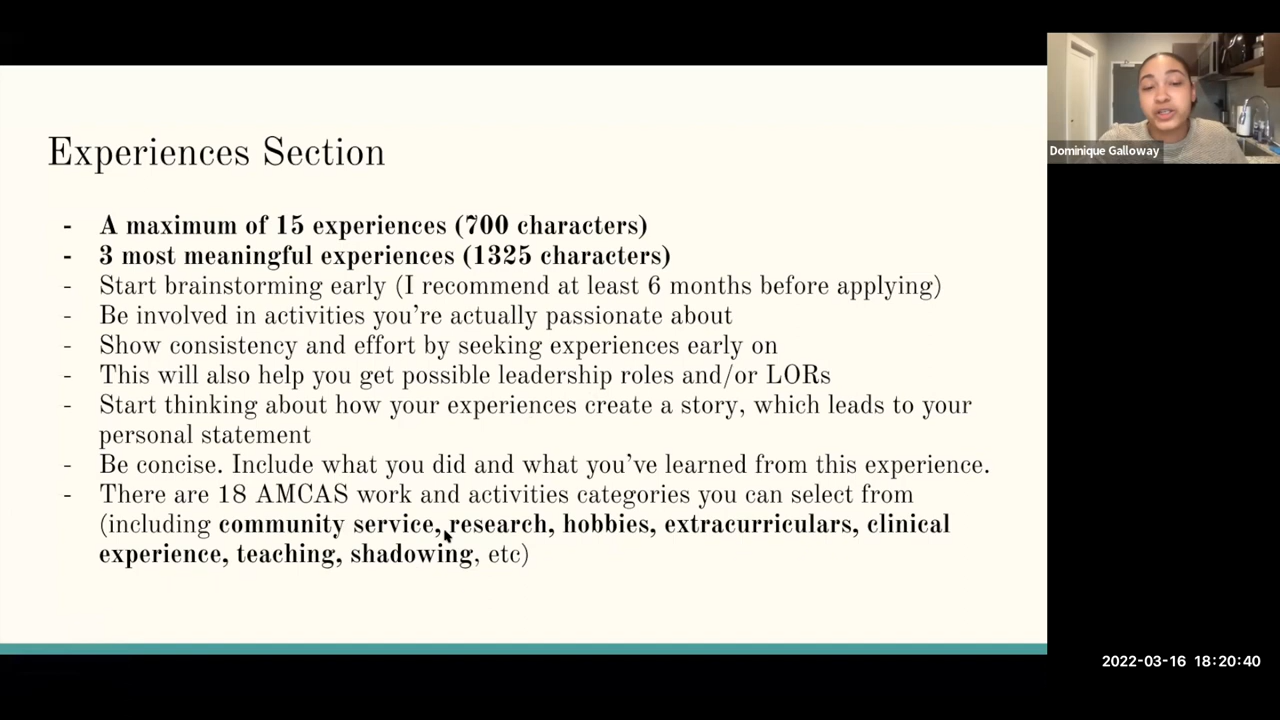 Experiences Section
- A maximum of 15 experiences (700 characters)
- 3 most meaningful experiences (1325 characters)
- Start brainstorming early (I recommend at least 6 months before applying)
- Be involved in activities you’re actually passionate about
- Show consistency and effort by seeking experiences early on
- This will also help you get possible leadership roles and/or LORs
- Start thinking about how your experiences create a story, which leads to your
personal statement
- Be concise. Include what you did and what you’ve learned from this experience.
- There are 18 AMCAS work and activities categories you can select from
(including community service, research, hobbies, extracurriculars, clinical
experience, teaching, shadowing, etc)
Dominique Galloway
2022-03-16 18:20:40